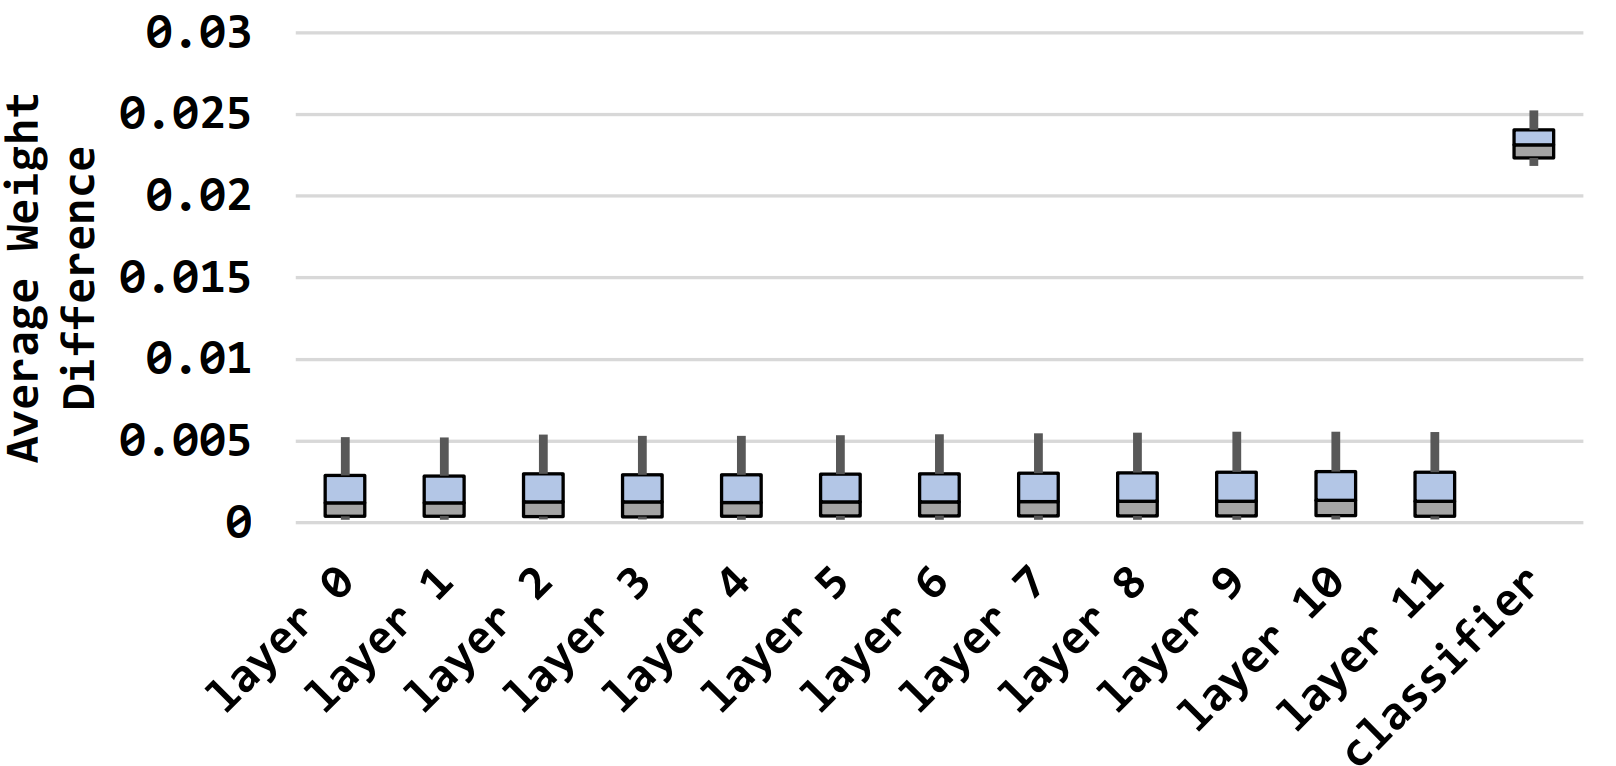 Average Weight
Difference
0.03
0.025
0.02
0.015
0.01
0.005
0
layer 0
layer 1
layer 2
layer 3
layer 4
layer 5
layer 6
layer 7
layer 8
layer 9
layer 10
layer 11
classifier